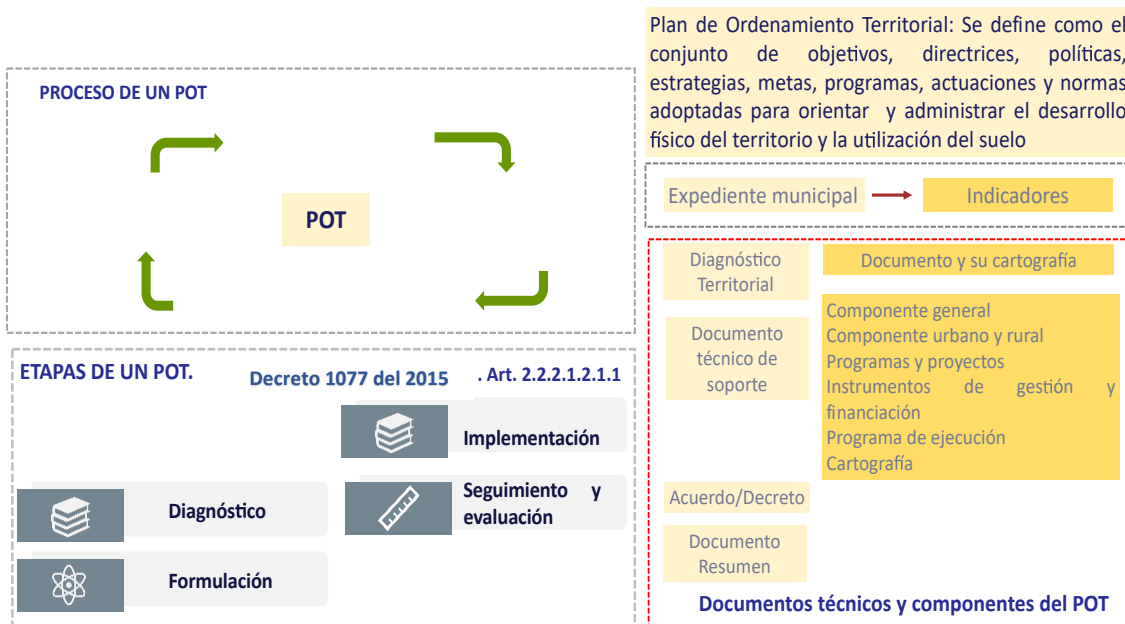 Plan de Ordenamiento Territorial: Se define como el
conjunto de objetivos, directrices, políticas,
estrategias, metas, programas, actuaciones y normas
adoptadas para orientar y administrar el desarrollo
físico del territorio y la utilización del suelo
PROCESO DE UN POT
POT
Expediente municipal
Indicadores
Diagnóstico
Territorial
Documento y su cartografía
Documento
técnico de
soporte
Componente general
Componente urbano y rural
Programas y proyectos
Instrumentos de gestión y
financiación
Programa de ejecución
Cartografía
Acuerdo/Decreto
Documento
Resumen
Documentos técnicos y componentes del POT
ETAPAS DE UN POT.
Decreto 1077 del 2015 . Art. 2.2.2.1.2.1.1
Diagnóstico
Formulación
Implementación
Seguimiento y
evaluación